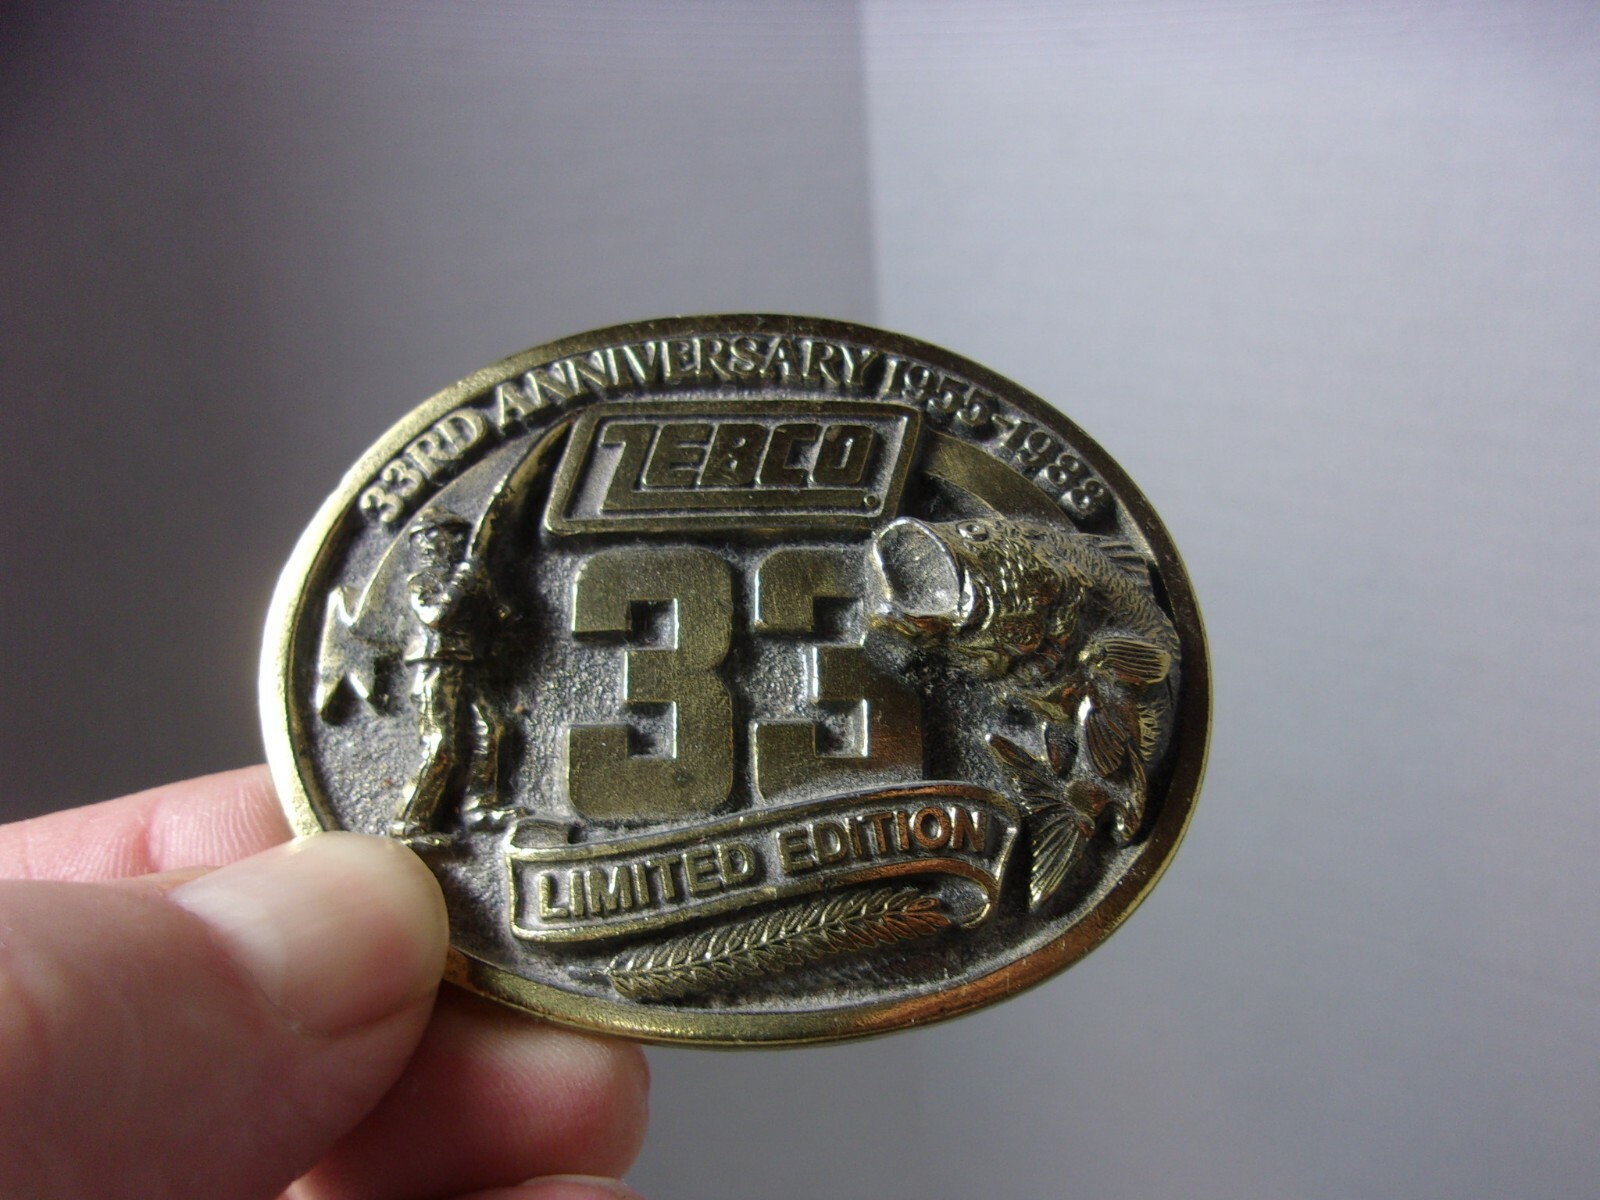 33RD ANNIVERSARY 1955-1988
ZEBCO
33
LIMITED EDITION